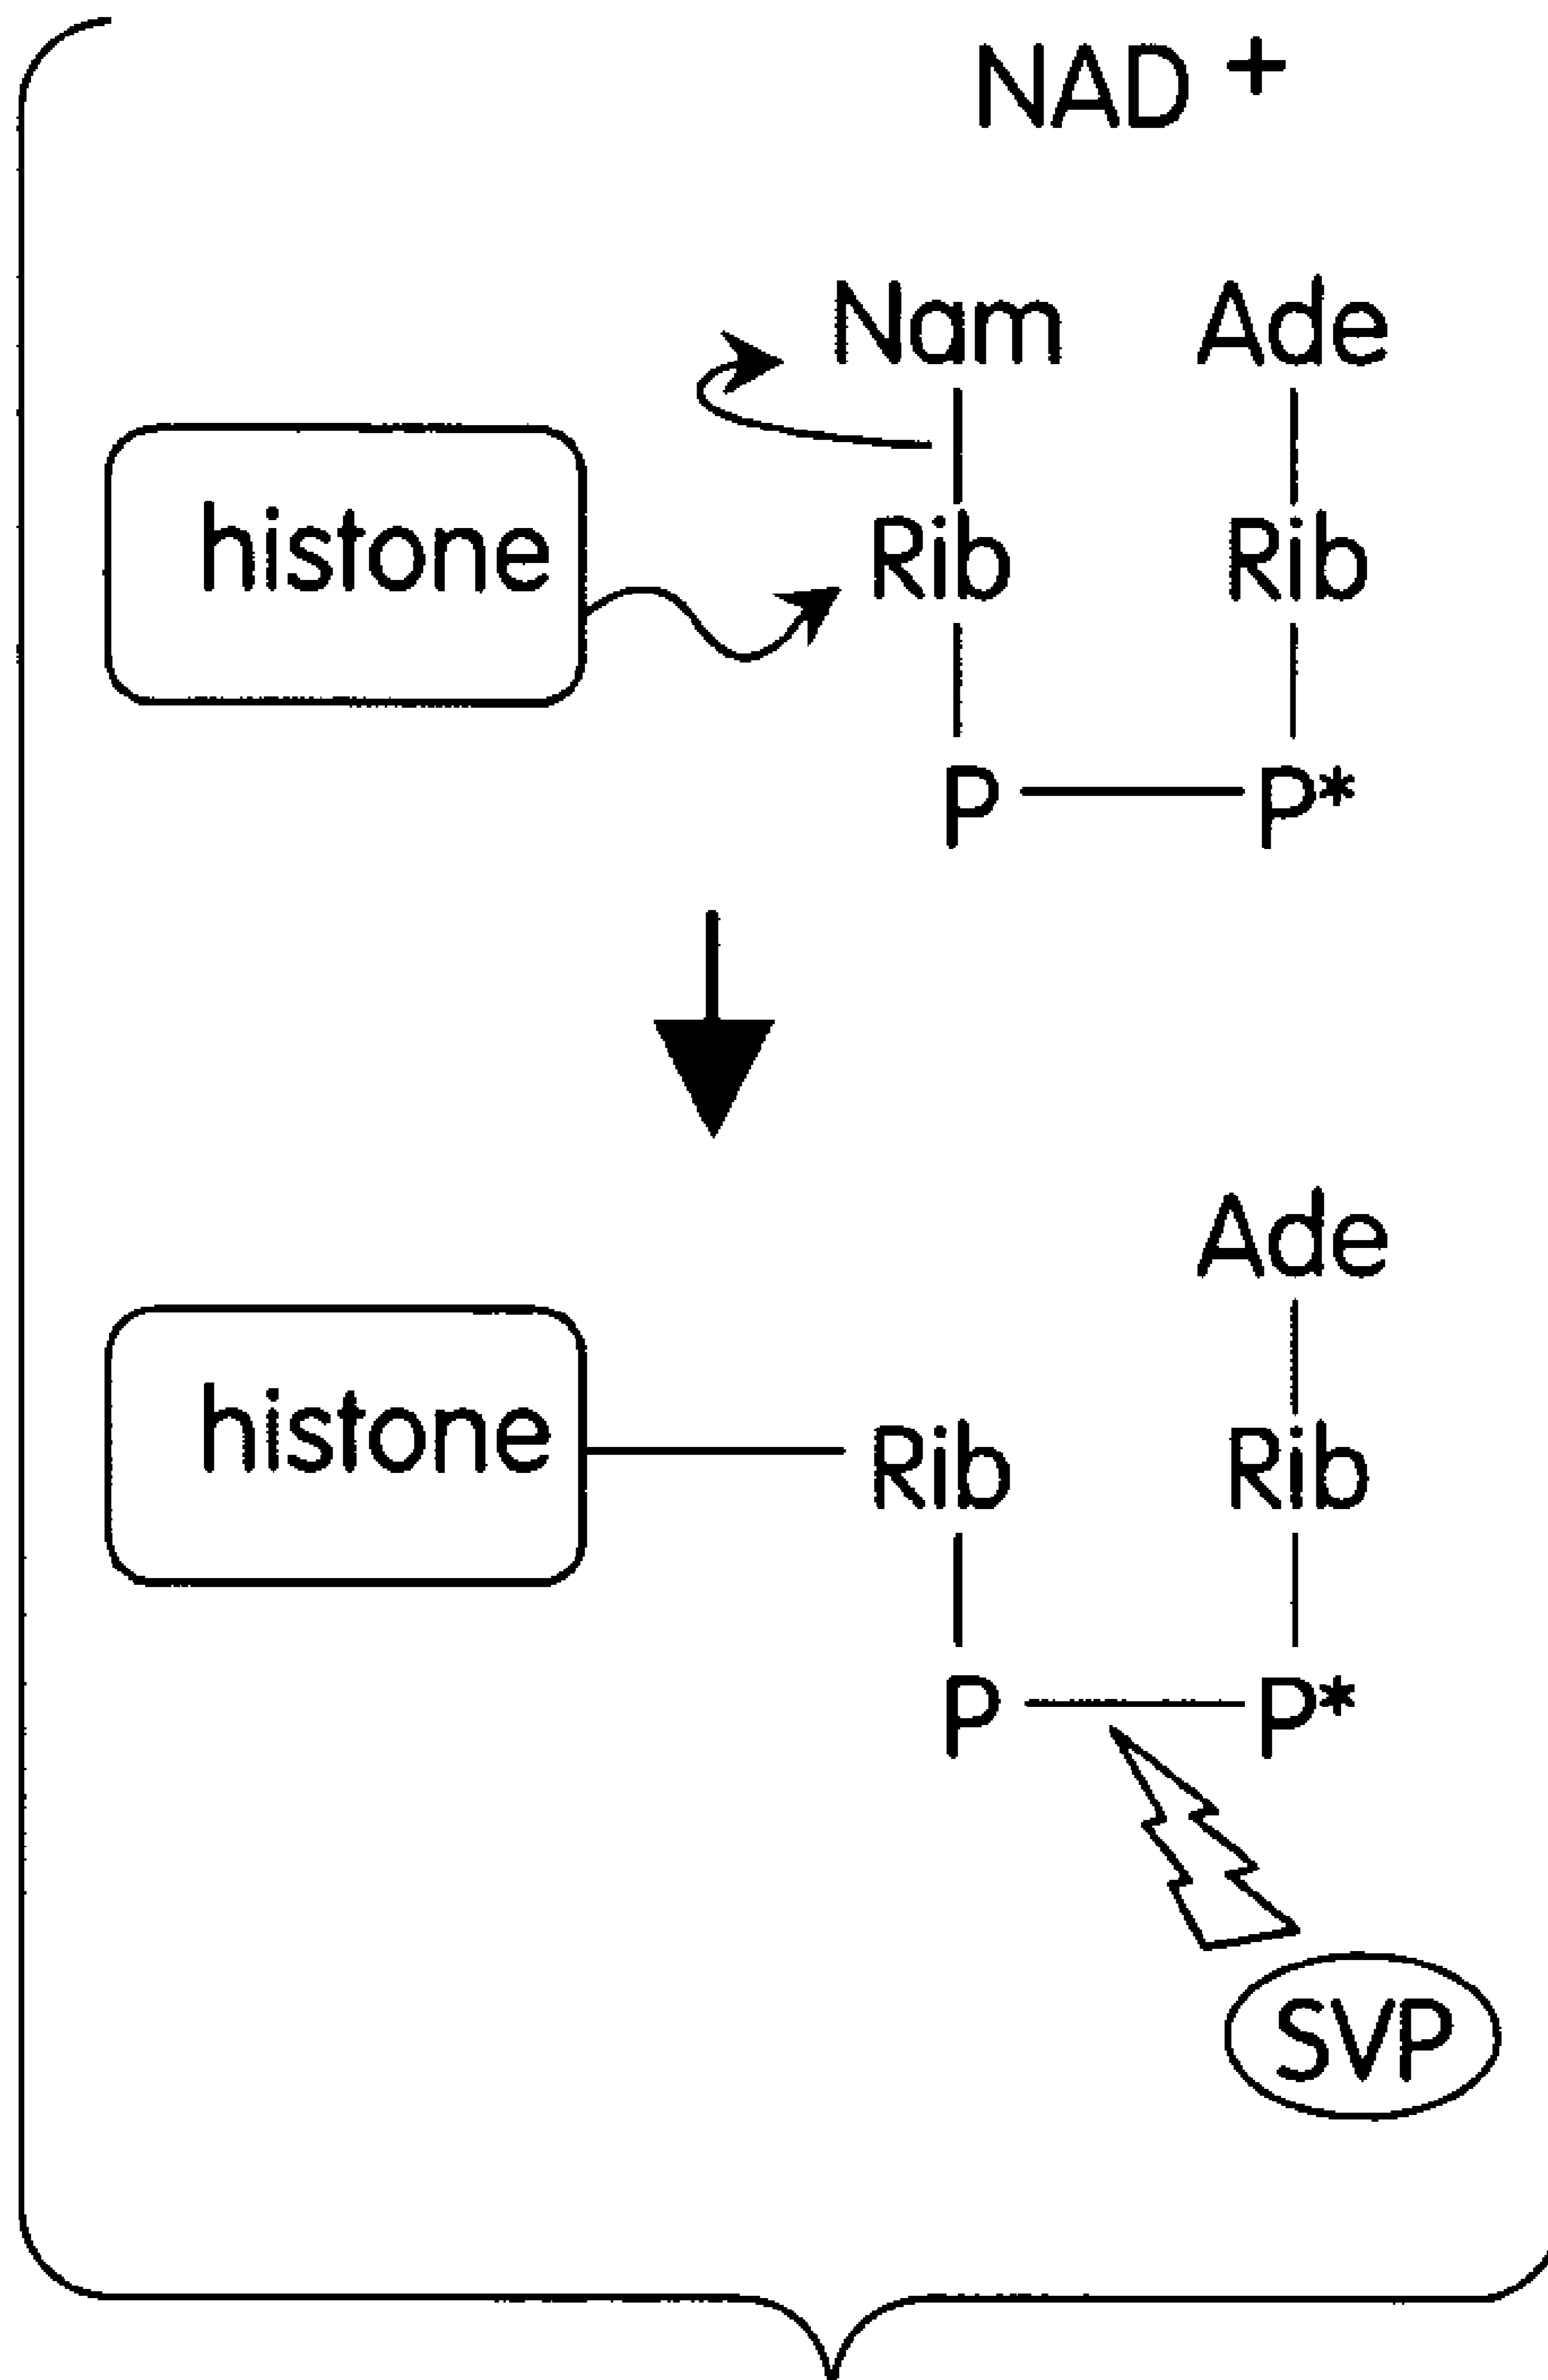 NAD +
Nam Ade
histone Rib Rib
P P*
Ade
histone Rib Rib
P P*
SVP